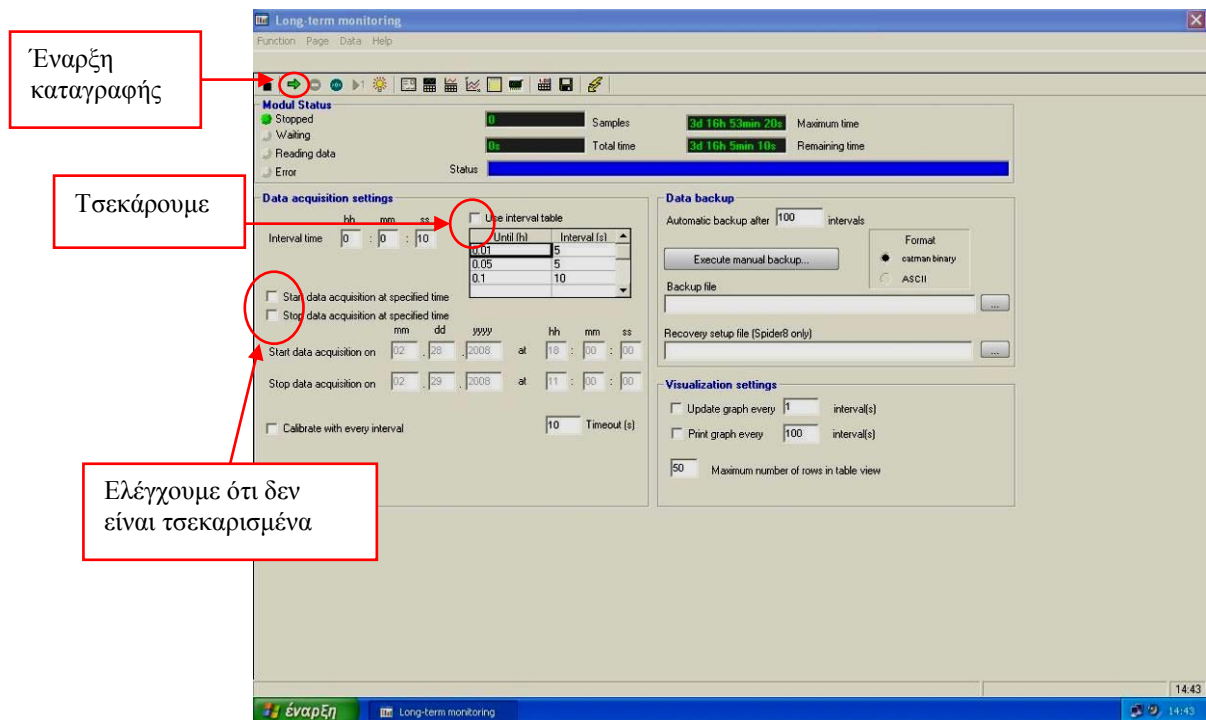 Long-term monitoring
Function Page Data Help
Έναρξη
καταγραφής
Modul Status
Stopped
Waiting
Reading data
Error
0 Samples
0s Total time
3d 16h 53min 20s Maximum time
3d 16h 5min 10s Remaining time
Status
Τσεκάρουμε
Data acquisition settings
hh mm ss
Interval time 0 : 0 : 10
Use interval table
Until (h) Interval (s)
0.01 5
0.05 5
0.1 10
Start data acquisition at specified time
Stop data acquisition at specified time
mm dd yyyy hh mm ss
Start data acquisition on 02 . 28 . 2008 at 18 : 00 : 00
Stop data acquisition on 02 . 29 . 2008 at 11 : 00 : 00
Calibrate with every interval
10 Timeout (s)
Data backup
Automatic backup after 100 intervals
Execute manual backup...
Format
catman binary
ASCII
Backup file
...
Recovery setup file (Spider8 only)
...
Visualization settings
Update graph every 1 interval(s)
Print graph every 100 interval(s)
50 Maximum number of rows in table view
Ελέγχουμε ότι δεν
είναι τσεκαρισμένα
14:43
έναρξη
Long-term monitoring
14:43